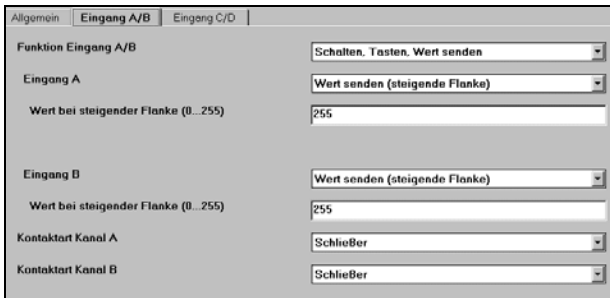 Allgemein Eingang A/B Eingang C/D
Funktion Eingang A/B Schalten, Tasten, Wert senden
Eingang A Wert senden (steigende Flanke)
Wert bei steigender Flanke (0...255) 255
Eingang B Wert senden (steigende Flanke)
Wert bei steigender Flanke (0...255) 255
Kontaktart Kanal A Schließer
Kontaktart Kanal B Schließer